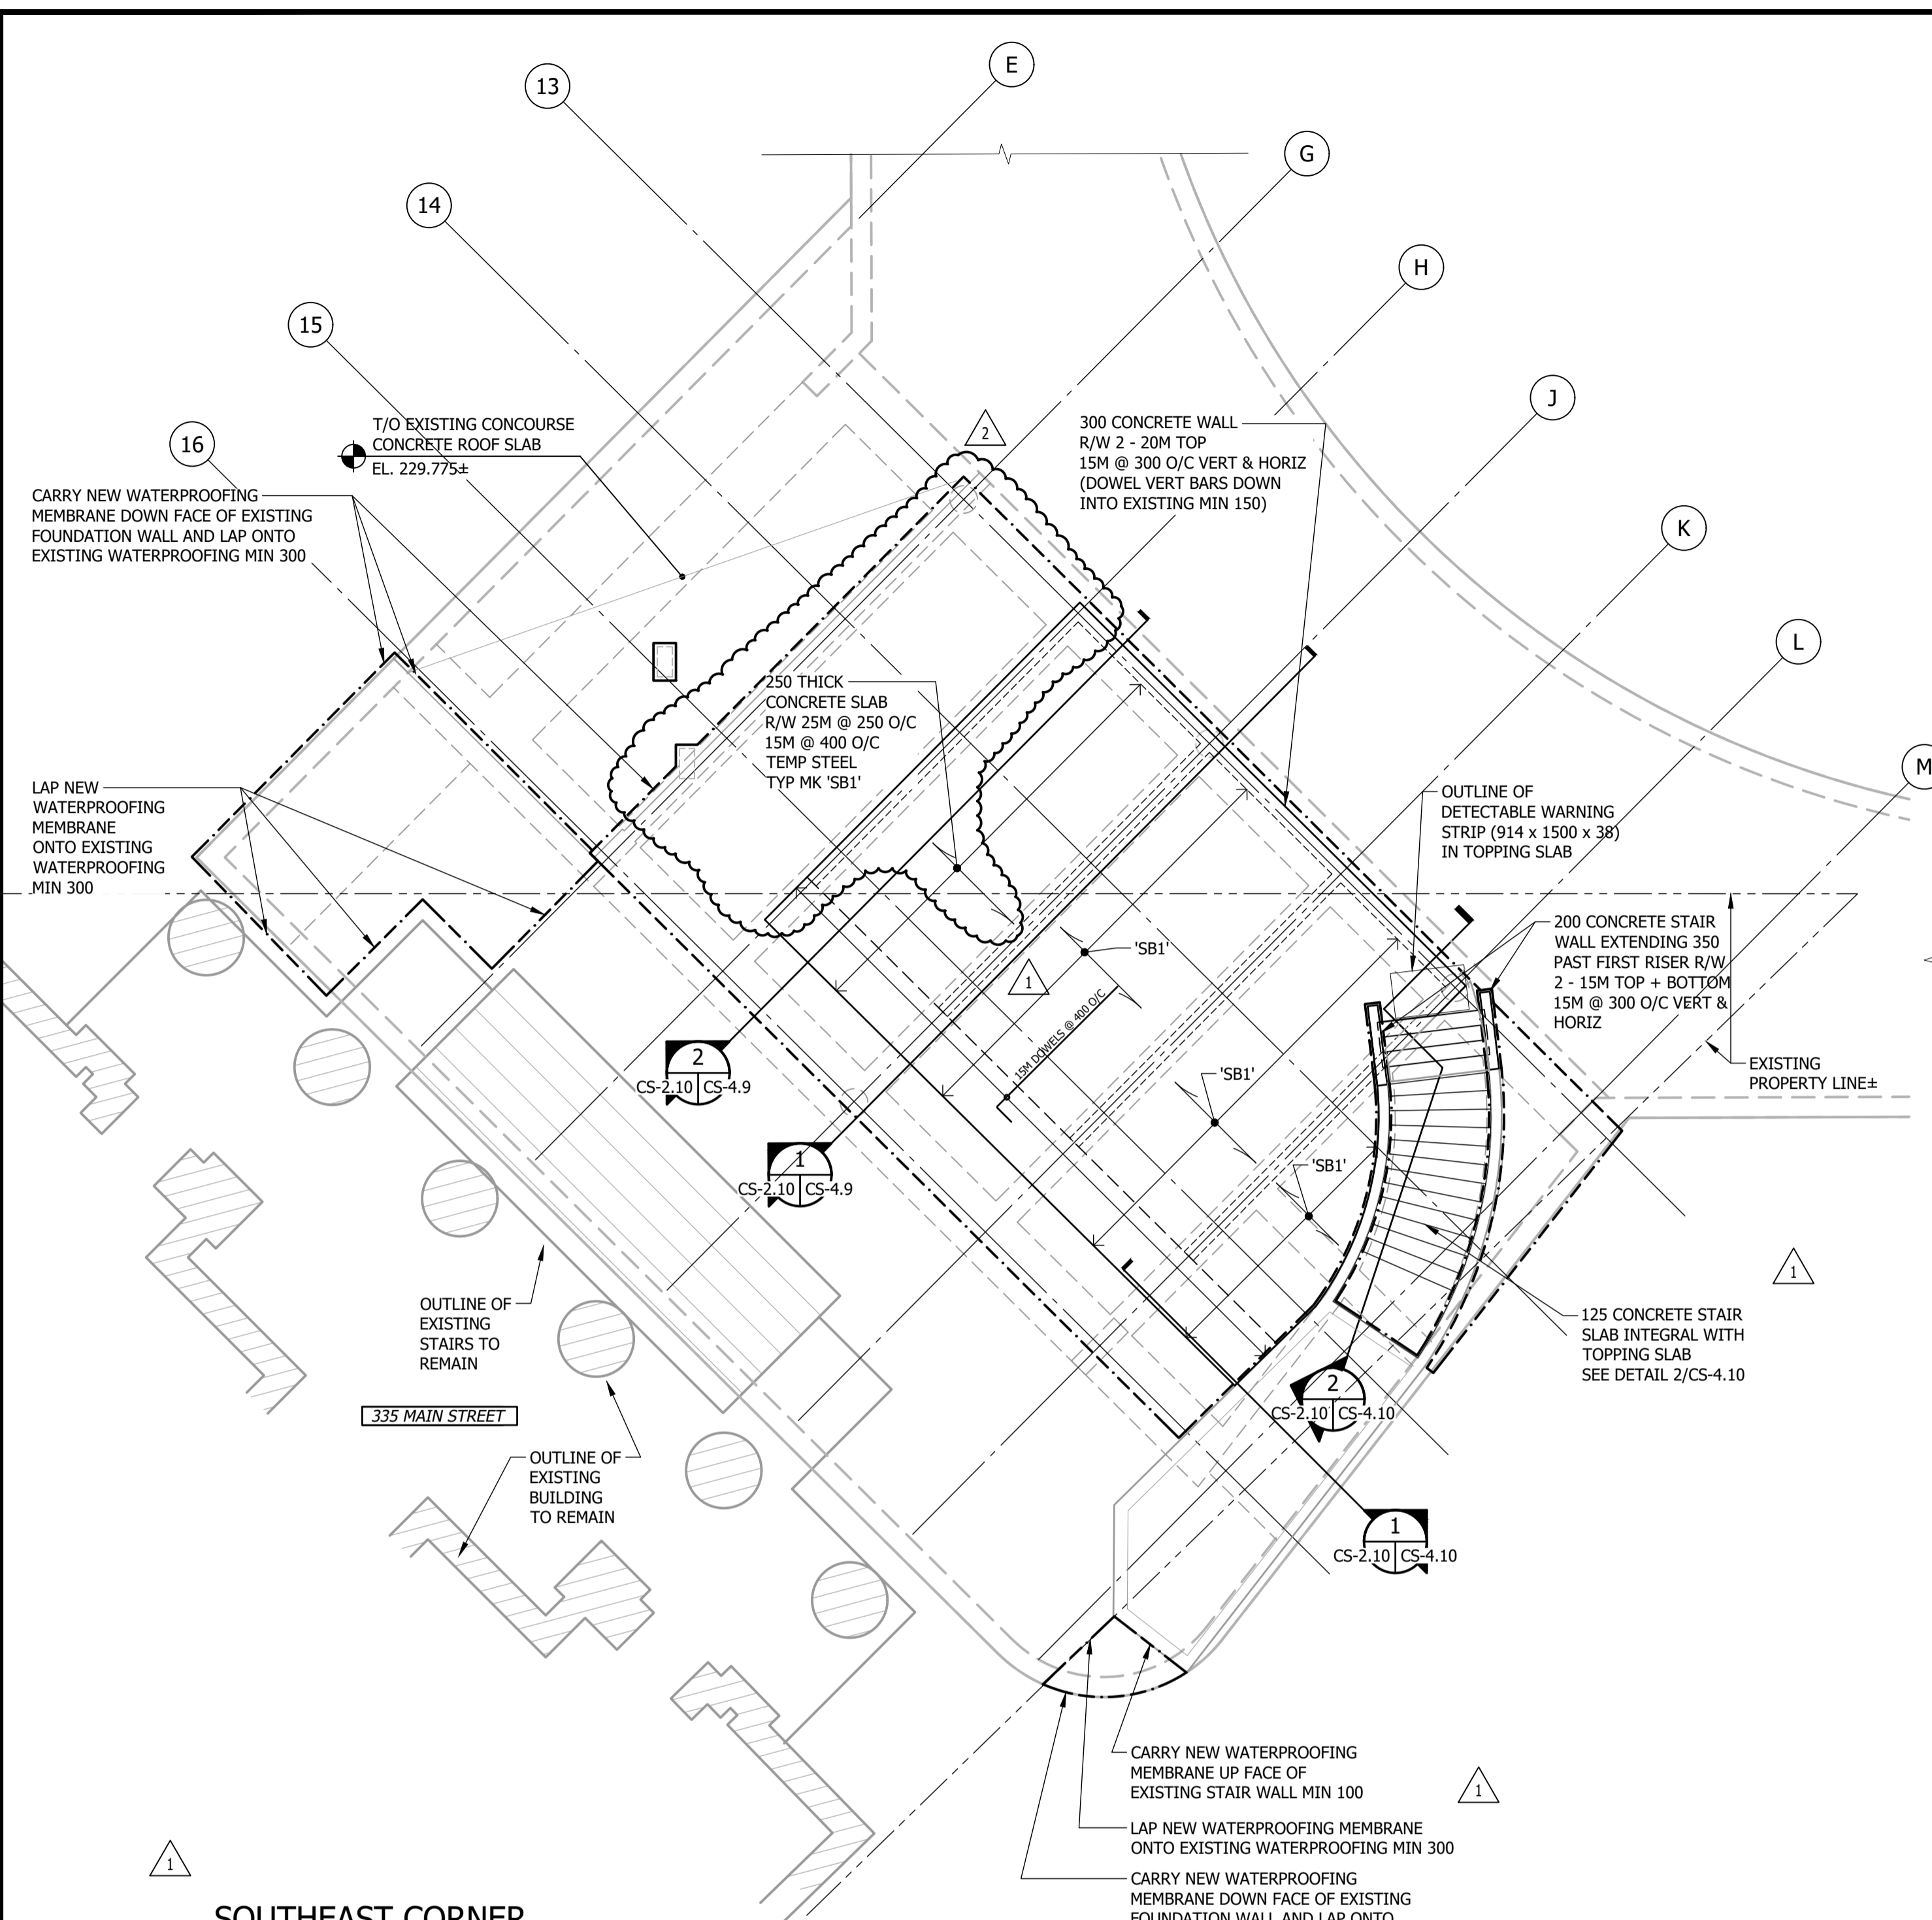 E
13
G
14
H
15
J
16
K
L
M
T/O EXISTING CONCOURSE
CONCRETE ROOF SLAB
EL. 229.775±
2
300 CONCRETE WALL
R/W 2 - 20M TOP
15M @ 300 O/C VERT & HORIZ
(DOWEL VERT BARS DOWN
INTO EXISTING MIN 150)
CARRY NEW WATERPROOFING
MEMBRANE DOWN FACE OF EXISTING
FOUNDATION WALL AND LAP ONTO
EXISTING WATERPROOFING MIN 300
250 THICK
CONCRETE SLAB
R/W 25M @ 250 O/C
15M @ 400 O/C
TEMP STEEL
TYP MK 'SB1'
LAP NEW
WATERPROOFING
MEMBRANE
ONTO EXISTING
WATERPROOFING
MIN 300
OUTLINE OF
DETECTABLE WARNING
STRIP (914 x 1500 x 38)
IN TOPPING SLAB
200 CONCRETE STAIR
WALL EXTENDING 350
PAST FIRST RISER R/W
2 - 15M TOP + BOTTOM
15M @ 300 O/C VERT &
HORIZ
'SB1'
1
15M DOWELS @ 400 O/C
EXISTING
PROPERTY LINE±
2
CS-2.10 CS-4.9
'SB1'
1
CS-2.10 CS-4.9
'SB1'
1
OUTLINE OF
EXISTING
STAIRS TO
REMAIN
125 CONCRETE STAIR
SLAB INTEGRAL WITH
TOPPING SLAB
SEE DETAIL 2/CS-4.10
2
CS-2.10 CS-4.10
335 MAIN STREET
OUTLINE OF
EXISTING
BUILDING
TO REMAIN
1
CS-2.10 CS-4.10
CARRY NEW WATERPROOFING
MEMBRANE UP FACE OF
EXISTING STAIR WALL MIN 100
1
LAP NEW WATERPROOFING MEMBRANE
ONTO EXISTING WATERPROOFING MIN 300
CARRY NEW WATERPROOFING
MEMBRANE DOWN FACE OF EXISTING
FOUNDATION WALL AND LAP ONTO
1
SOUTHEAST CORNER